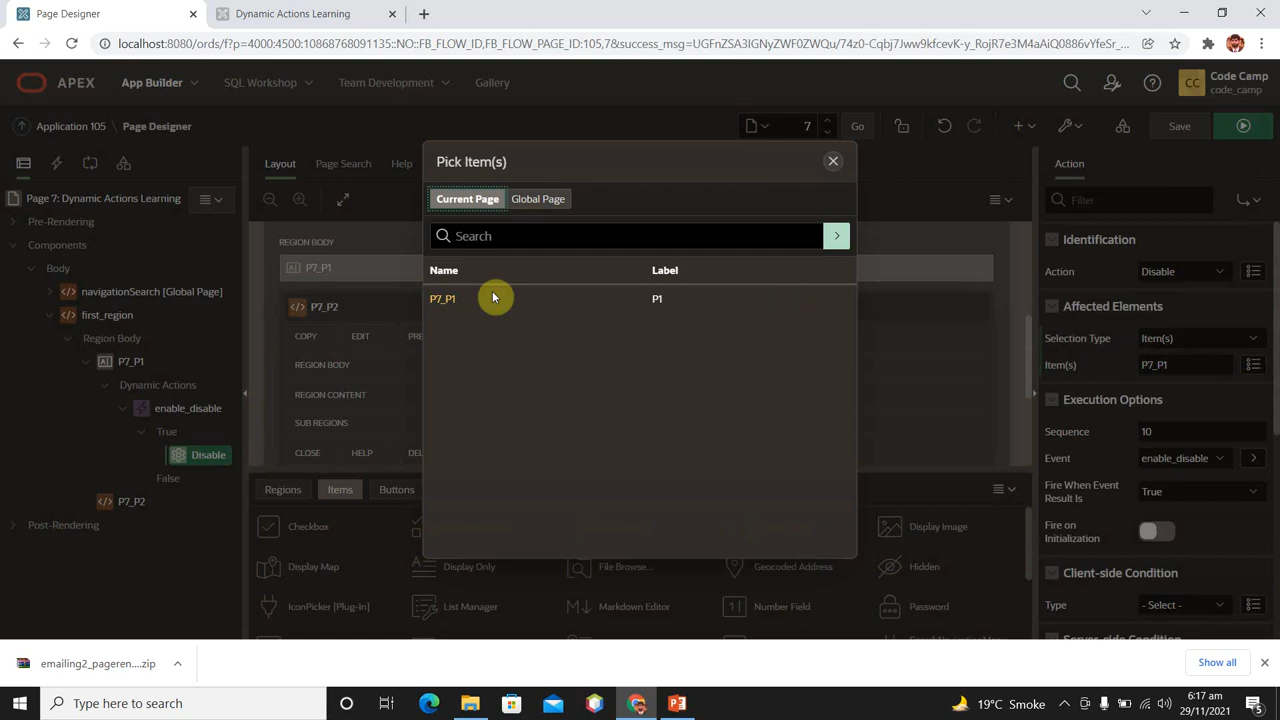 Page Designer
Dynamic Actions Learning
localhost:8080/ords/f?p=4000:4500:10868768091135::NO::FB_FLOW_ID,FB_FLOW_PAGE_ID:105,7&success_msg=
APEX
App Builder
SQL Workshop
Team Development
Gallery
CC
Code Camp
code_camp
Application 105
Page Designer
7
Go
Save
Layout
Page Search
Help
Action
Pick Item(s)
Current Page
Global Page
Search
Name
Label
P7_P1
P1
Page 7: Dynamic Actions Learning
Pre-Rendering
Components
Body
navigationSearch [Global Page]
first_region
Region Body
P7_P1
Dynamic Actions
enable_disable
True
Disable
False
P7_P2
Post-Rendering
REGION BODY
P7_P1
P7_P2
COPY
EDIT
REGION BODY
REGION CONTENT
SUB REGIONS
CLOSE
HELP
Regions
Items
Buttons
Checkbox
Display Image
Display Map
Display Only
File Browse...
Geocoded Address
Hidden
IconPicker [Plug-In]
List Manager
Markdown Editor
Number Field
Password
Filter
Identification
Action
Disable
Affected Elements
Selection Type
Item(s)
Item(s)
P7_P1
Execution Options
Sequence
10
Event
enable_disable
Fire When Event
Result Is
True
Fire on
Initialization
Client-side Condition
Type
- Select -
Server-side Condition
emailing2_pageren....zip
Show all
Type here to search
19°C Smoke
6:17 am
29/11/2021
5